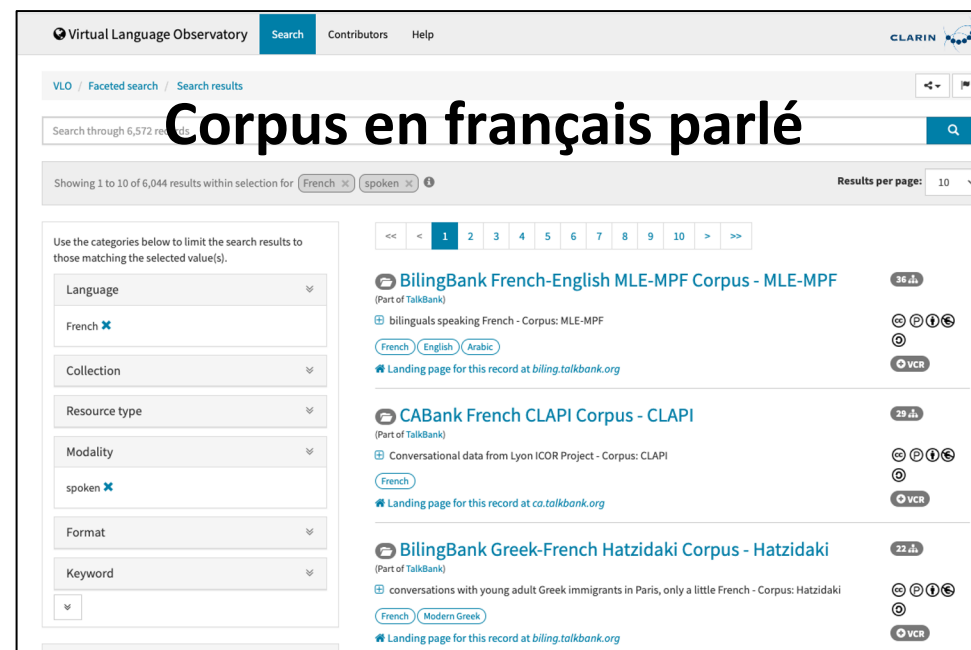 Virtual Language Observatory Search Contributors Help
CLARIN
VLO / Faceted search / Search results
Corpus en français parlé
Search through 6,572 records
Showing 1 to 10 of 6,044 results within selection for French × spoken ×
Results per page: 10
Use the categories below to limit the search results to
those matching the selected value(s).
Language
French ✖
Collection
Resource type
Modality
spoken ✖
Format
Keyword
<< < 1 2 3 4 5 6 7 8 9 10 > >>
BilingBank French-English MLE-MPF Corpus - MLE-MPF
36
(Part of TalkBank)
bilinguals speaking French - Corpus: MLE-MPF
French English Arabic
VCR
Landing page for this record at biling.talkbank.org
CABank French CLAPI Corpus - CLAPI
29
(Part of TalkBank)
Conversational data from Lyon ICOR Project - Corpus: CLAPI
French
VCR
Landing page for this record at ca.talkbank.org
BilingBank Greek-French Hatzidaki Corpus - Hatzidaki
22
(Part of TalkBank)
conversations with young adult Greek immigrants in Paris, only a little French - Corpus: Hatzidaki
French Modern Greek
VCR
Landing page for this record at biling.talkbank.org